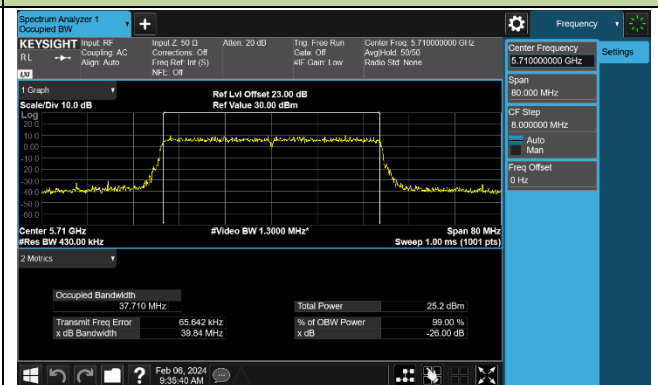 Spectrum Analyzer 1
Occupied BW
+
Frequency
KEYSIGHT
RL
LXI
Input: RF
Coupling: AC
Align: Auto
Input Z: 50 Ω
Corrections: Off
Freq Ref: Int (S)
NFE: Off
Atten: 20 dB
Trig: Free Run
Gate: Off
#IF Gain: Low
Center Freq: 5.710000000 GHz
Avg|Hold: 50/50
Radio Std: None
Center Frequency
5.710000000 GHz
Settings
Span
80.000 MHz
CF Step
8.000000 MHz
Auto
Man
Freq Offset
0 Hz
1 Graph
Scale/Div 10.0 dB
Ref Lvl Offset 23.00 dB
Ref Value 30.00 dBm
Log
20.0
10.0
0.00
-10.0
-20.0
-30.0
-40.0
-50.0
-60.0
Center 5.71 GHz
#Video BW 1.3000 MHz*
Span 80 MHz
#Res BW 430.00 kHz
Sweep 1.00 ms (1001 pts)
2 Metrics
Occupied Bandwidth
37.710 MHz
Total Power 25.2 dBm
Transmit Freq Error 65.642 kHz
% of OBW Power 99.00 %
x dB Bandwidth 39.84 MHz
x dB -26.00 dB
?
Feb 06, 2024
9:35:40 AM